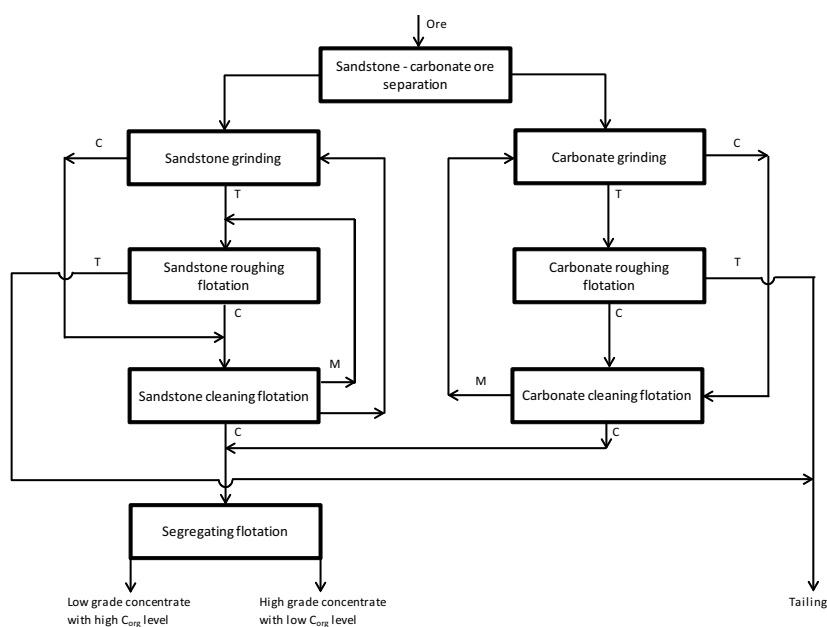 Ore
Sandstone - carbonate ore
separation
C
Sandstone grinding
Carbonate grinding
C
T
T
T
Sandstone roughing
flotation
Carbonate roughing
flotation
T
C
C
M
Sandstone cleaning flotation
M
Carbonate cleaning flotation
C
C
Segregating flotation
Low grade concentrate
with high Corg level
High grade concentrate
with low Corg level
Tailing